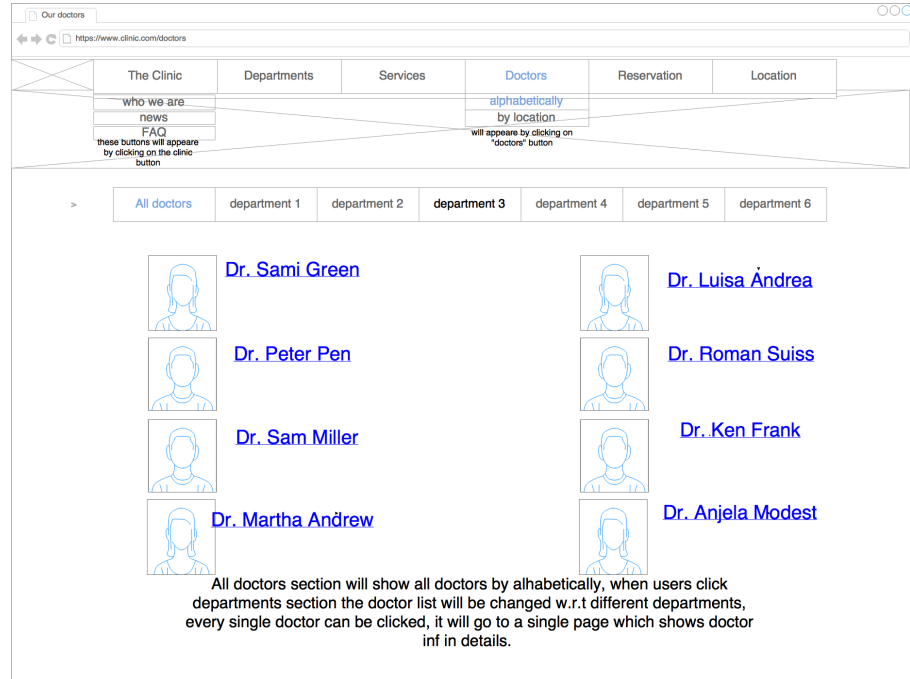 Our doctors
https://www.clinic.com/doctors
The Clinic Departments Services Doctors Reservation Location
who we are
news
FAQ
these buttons will appeare
by clicking on the clinic
button
alphabetically
by location
will appeare by clicking on
"doctors" button
> All doctors department 1 department 2 department 3 department 4 department 5 department 6
Dr. Sami Green
Dr. Luisa Andrea
Dr. Peter Pen
Dr. Roman Suiss
Dr. Sam Miller
Dr. Ken Frank
Dr. Martha Andrew
Dr. Anjela Modest
All doctors section will show all doctors by alhabetically, when users click
departments section the doctor list will be changed w.r.t different departments,
every single doctor can be clicked, it will go to a single page which shows doctor
inf in details.